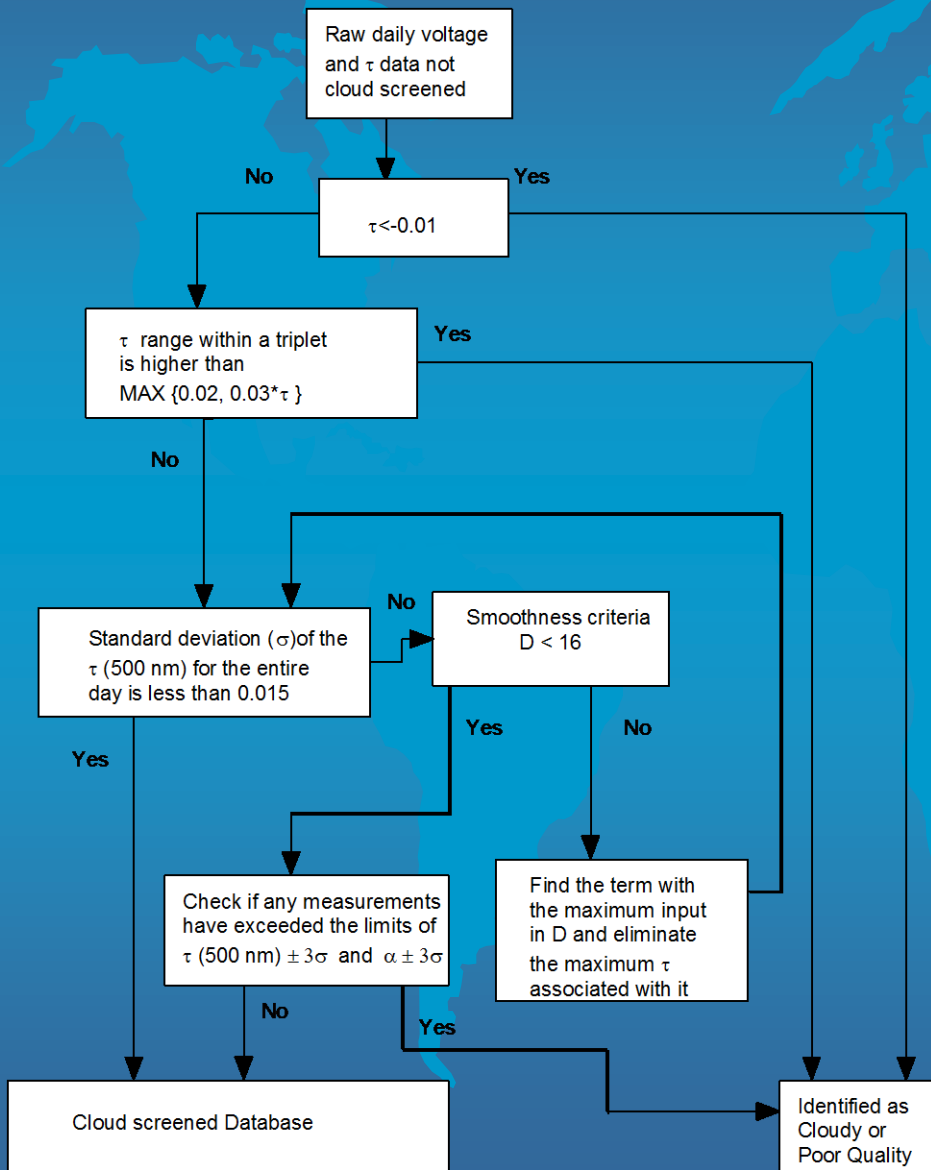 Raw daily voltage
and τ data not
cloud screened
No
Yes
τ<-0.01
τ range within a triplet
is higher than
MAX {0.02, 0.03*τ }
Yes
No
Standard deviation (σ)of the
τ (500 nm) for the entire
day is less than 0.015
No
Smoothness criteria
D < 16
Yes
Yes
No
Check if any measurements
have exceeded the limits of
τ (500 nm) ± 3σ and α ± 3σ
Find the term with
the maximum input
in D and eliminate
the maximum τ
associated with it
No
Yes
Cloud screened Database
Identified as
Cloudy or
Poor Quality